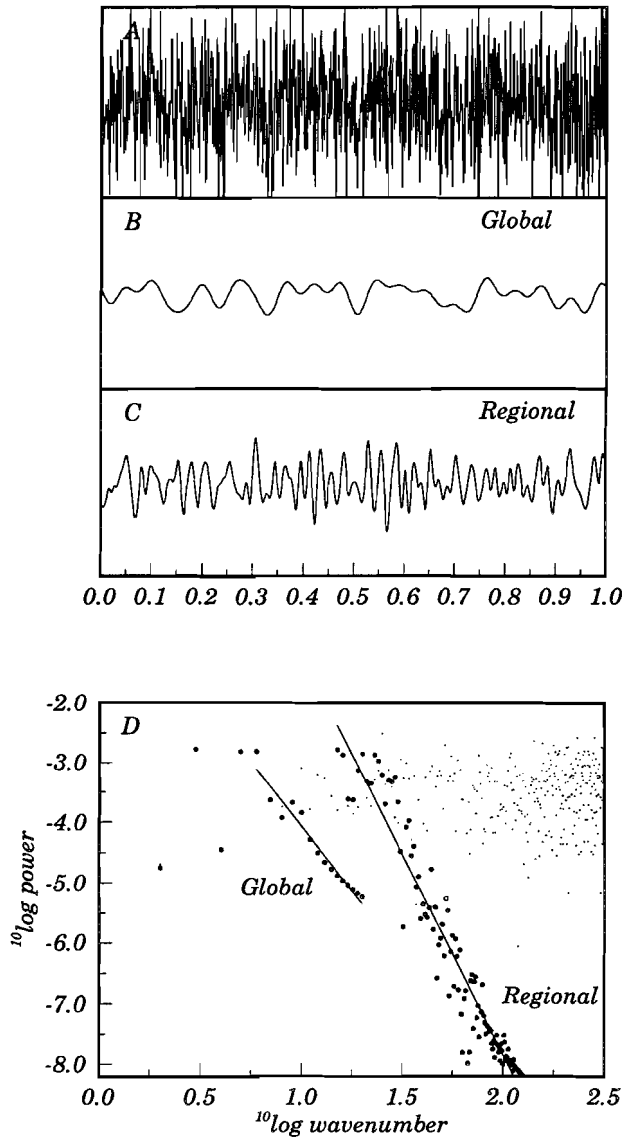 A
B Global
C Regional
0.0 0.1 0.2 0.3 0.4 0.5 0.6 0.7 0.8 0.9 1.0
D
-2.0
-3.0
-4.0
-5.0
-6.0
-7.0
-8.0
¹⁰log power
Global
Regional
0.0 0.5 1.0 1.5 2.0 2.5
¹⁰log wavenumber